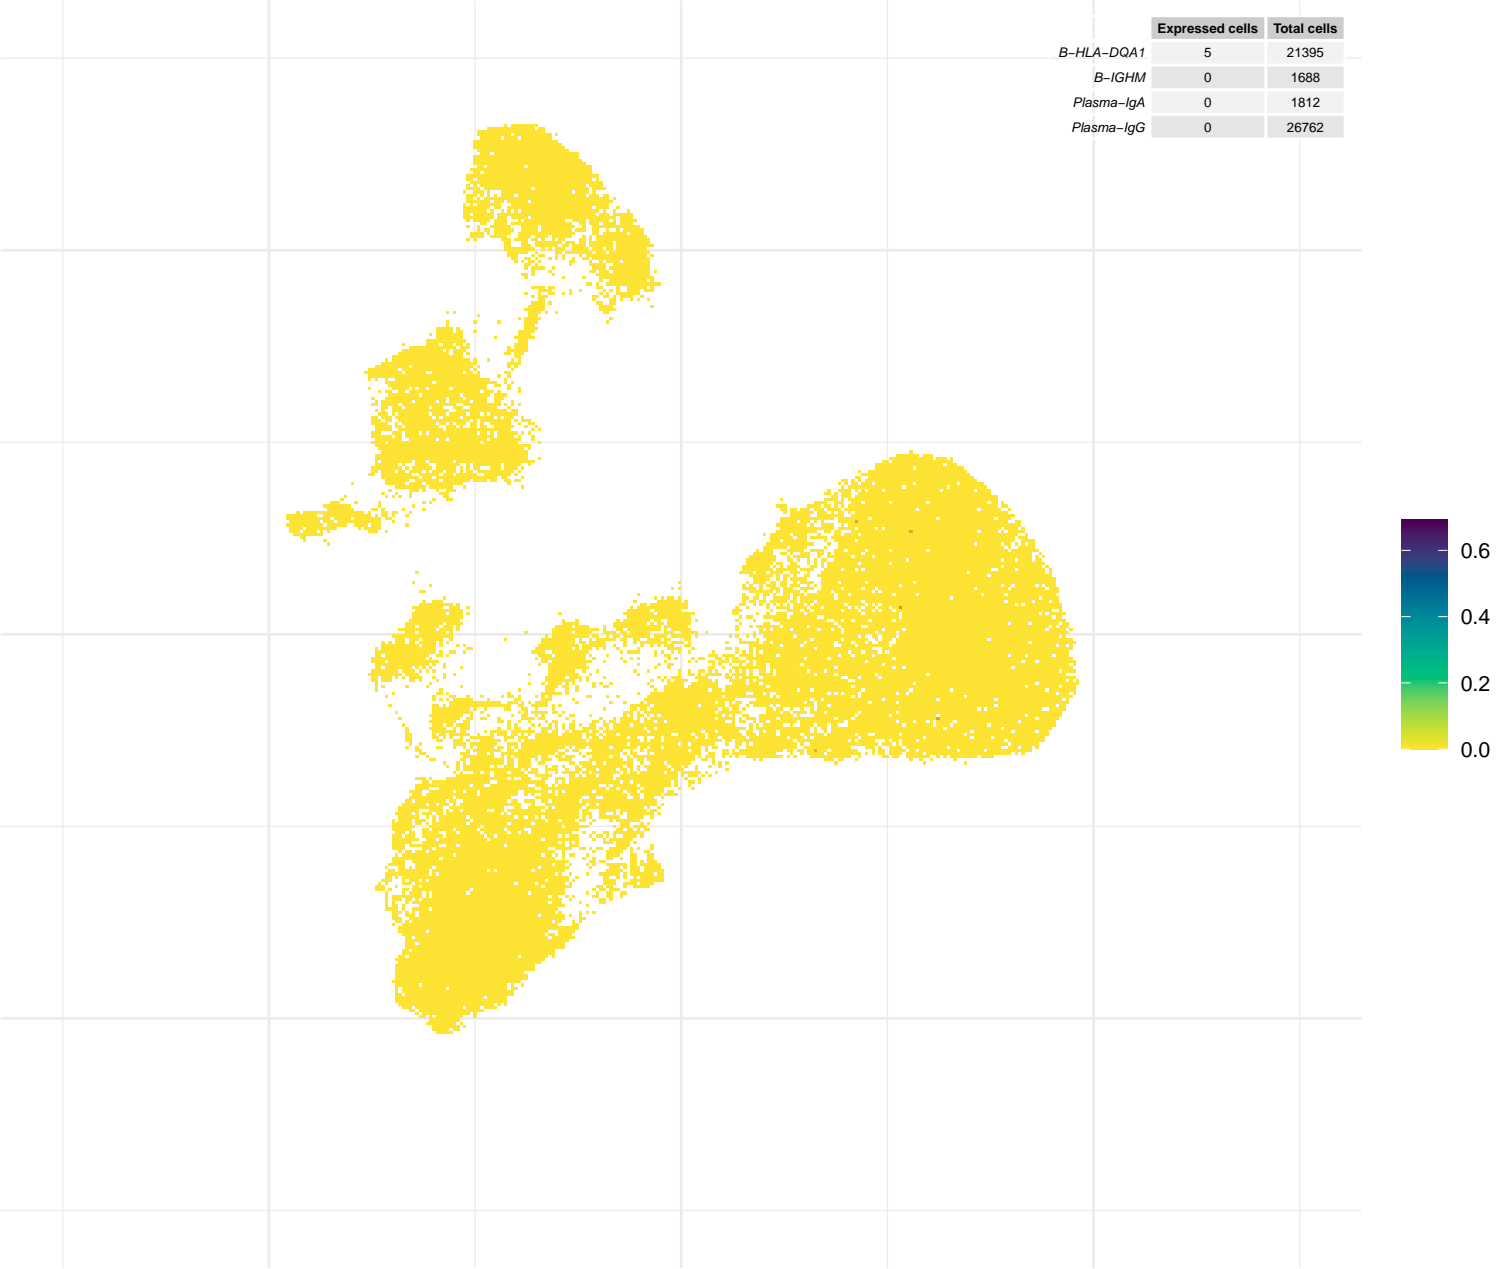 Expressed cells Total cells
B−HLA−DQA1 5 21395
B−IGHM 0 1688
Plasma−IgA 0 1812
Plasma−IgG 0 26762
0.6
0.4
0.2
0.0